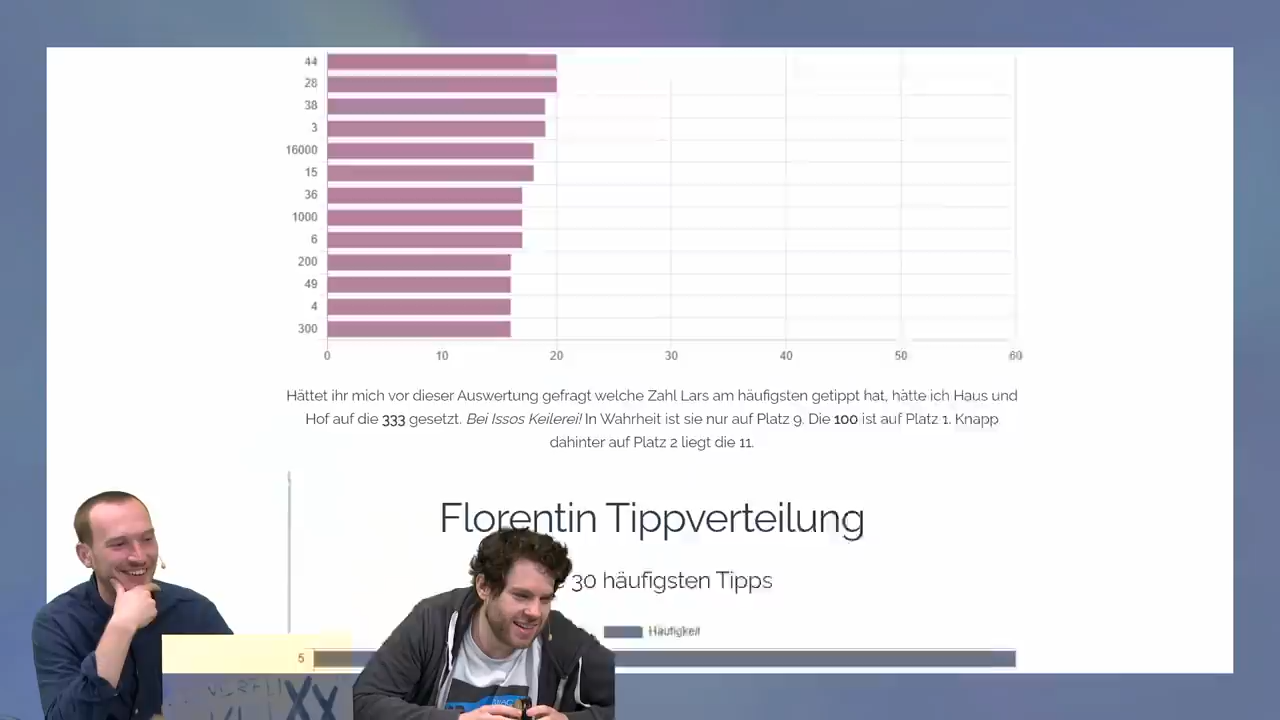 44
28
38
3
16000
15
36
1000
6
200
49
4
300
0 10 20 30 40 50 60
Hättet ihr mich vor dieser Auswertung gefragt welche Zahl Lars am häufigsten getippt hat, hätte ich Haus und
Hof auf die 333 gesetzt. Bei Issos Keilerei! In Wahrheit ist sie nur auf Platz 9. Die 100 ist auf Platz 1. Knapp
dahinter auf Platz 2 liegt die 11.
Florentin Tippverteilung
30 häufigsten Tipps
Häufigkeit
5